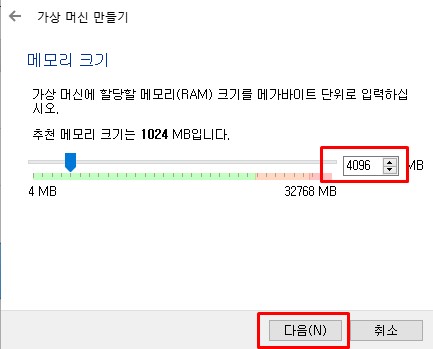 가상 머신 만들기
메모리 크기
가상 머신에 할당할 메모리(RAM) 크기를 메가바이트 단위로 입력하십
시오.
추천 메모리 크기는 1024 MB입니다.
4096 MB
4 MB 32768 MB
다음(N) 취소